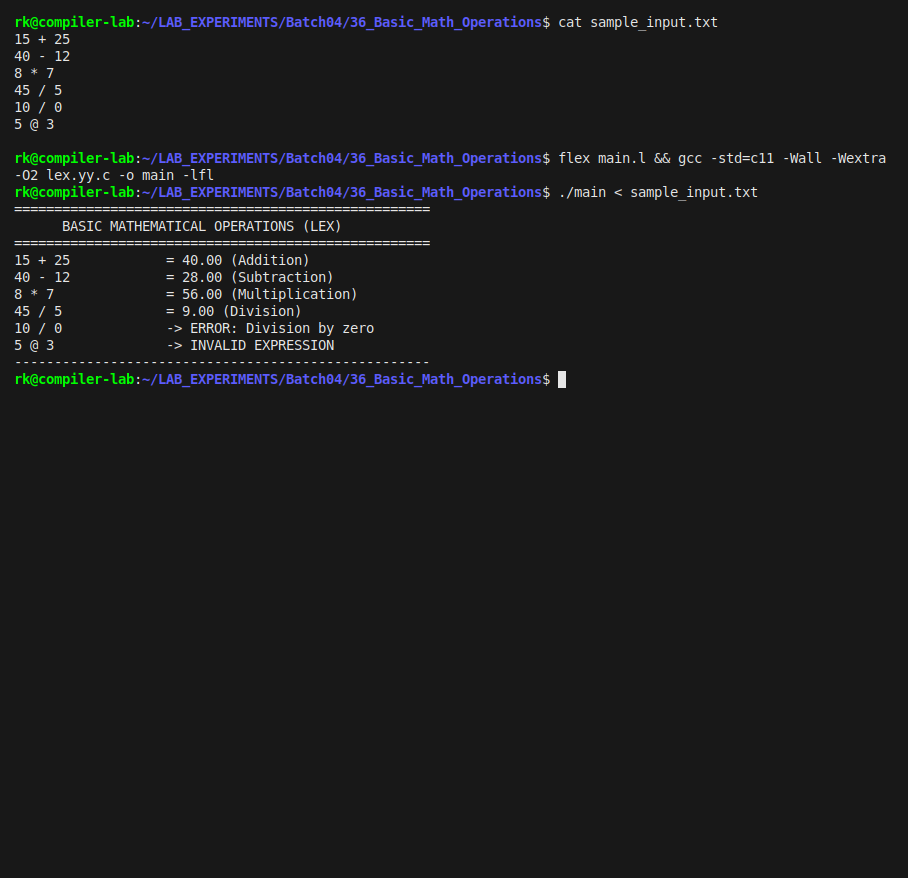 rk@compiler-lab:~/LAB_EXPERIMENTS/Batch04/36_Basic_Math_Operations$ cat sample_input.txt
15 + 25
40 - 12
8 * 7
45 / 5
10 / 0
5 @ 3

rk@compiler-lab:~/LAB_EXPERIMENTS/Batch04/36_Basic_Math_Operations$ flex main.l && gcc -std=c11 -Wall -Wextra
-O2 lex.yy.c -o main -lfl
rk@compiler-lab:~/LAB_EXPERIMENTS/Batch04/36_Basic_Math_Operations$ ./main < sample_input.txt
====================================================
      BASIC MATHEMATICAL OPERATIONS (LEX)
====================================================
15 + 25            = 40.00 (Addition)
40 - 12            = 28.00 (Subtraction)
8 * 7              = 56.00 (Multiplication)
45 / 5             = 9.00 (Division)
10 / 0             -> ERROR: Division by zero
5 @ 3              -> INVALID EXPRESSION
----------------------------------------------------
rk@compiler-lab:~/LAB_EXPERIMENTS/Batch04/36_Basic_Math_Operations$